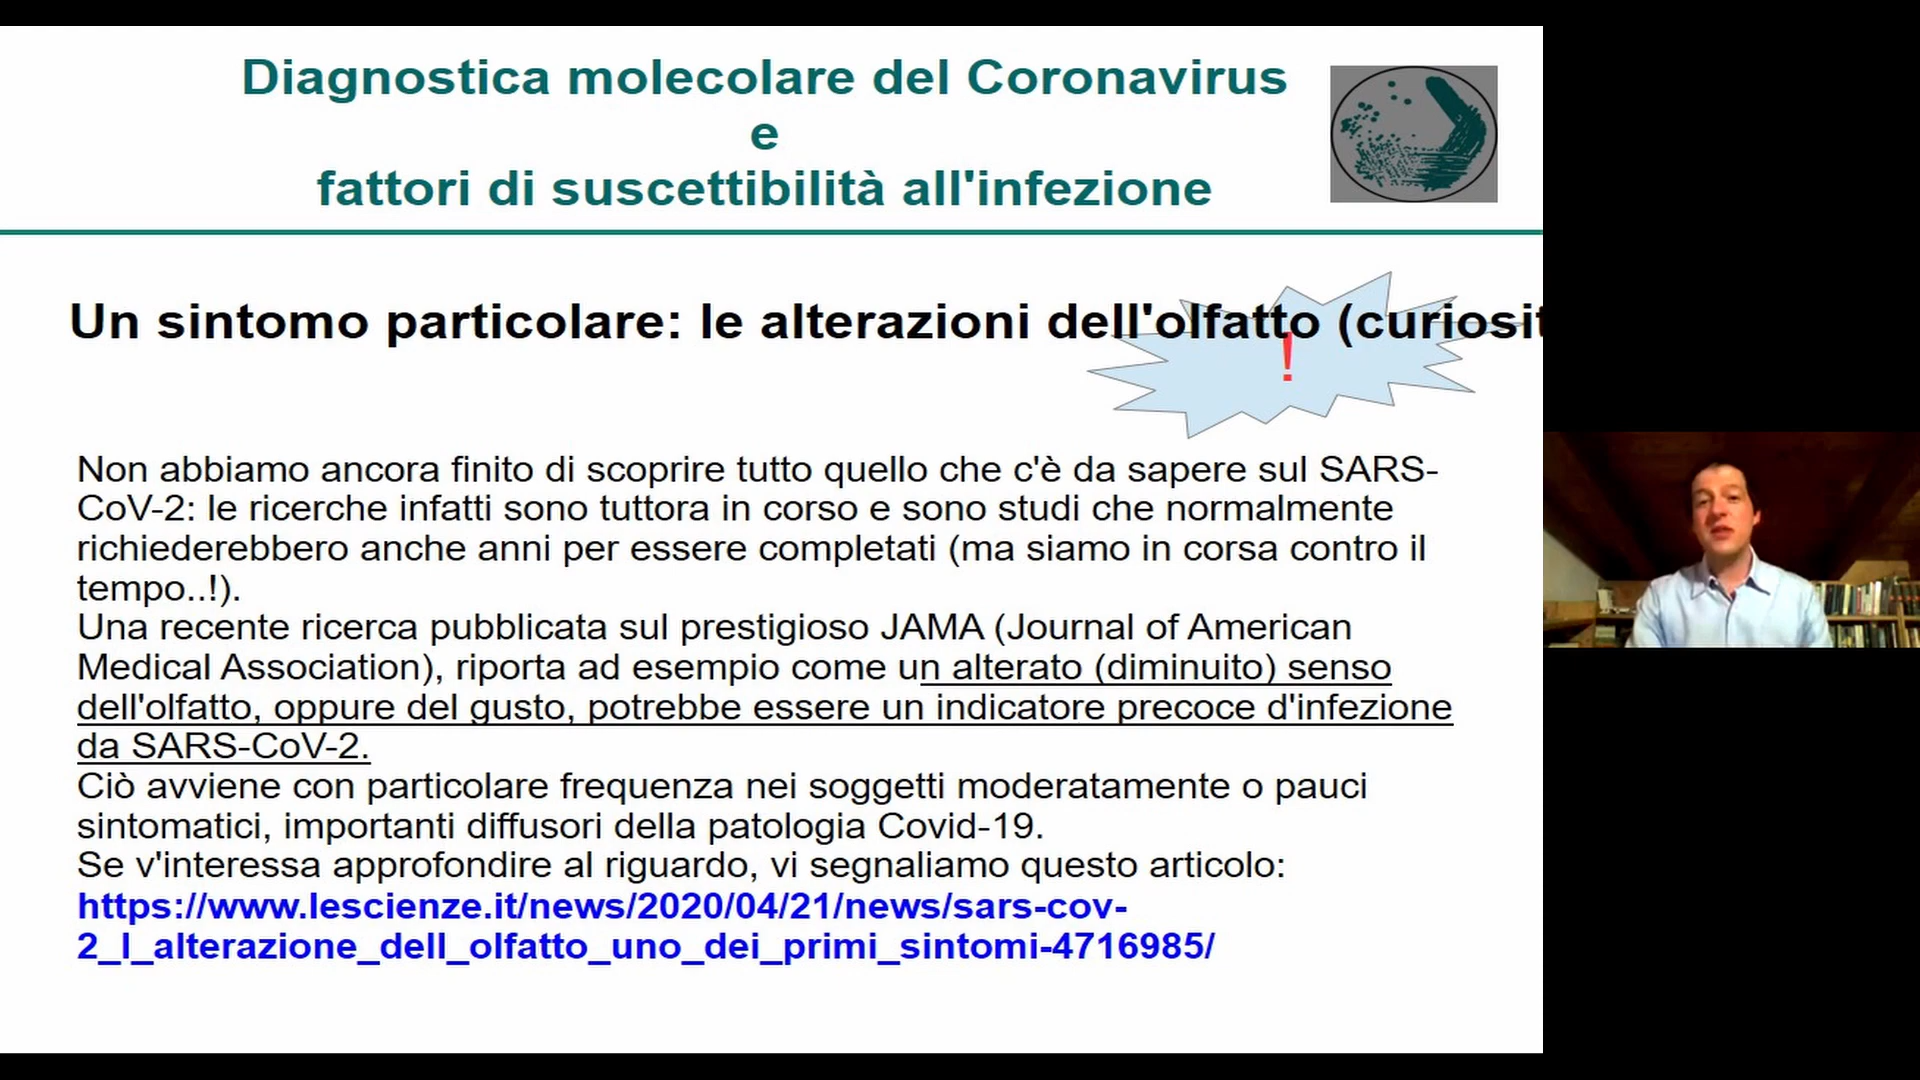 Diagnostica molecolare del Coronavirus
e
fattori di suscettibilità all'infezione
Un sintomo particolare: le alterazioni dell'olfatto (curiosit
!
Non abbiamo ancora finito di scoprire tutto quello che c'è da sapere sul SARS-
CoV-2: le ricerche infatti sono tuttora in corso e sono studi che normalmente
richiederebbero anche anni per essere completati (ma siamo in corsa contro il
tempo..!).
Una recente ricerca pubblicata sul prestigioso JAMA (Journal of American
Medical Association), riporta ad esempio come un alterato (diminuito) senso
dell'olfatto, oppure del gusto, potrebbe essere un indicatore precoce d'infezione
da SARS-CoV-2.
Ciò avviene con particolare frequenza nei soggetti moderatamente o pauci
sintomatici, importanti diffusori della patologia Covid-19.
Se v'interessa approfondire al riguardo, vi segnaliamo questo articolo:
https://www.lescienze.it/news/2020/04/21/news/sars-cov-
2_l_alterazione_dell_olfatto_uno_dei_primi_sintomi-4716985/